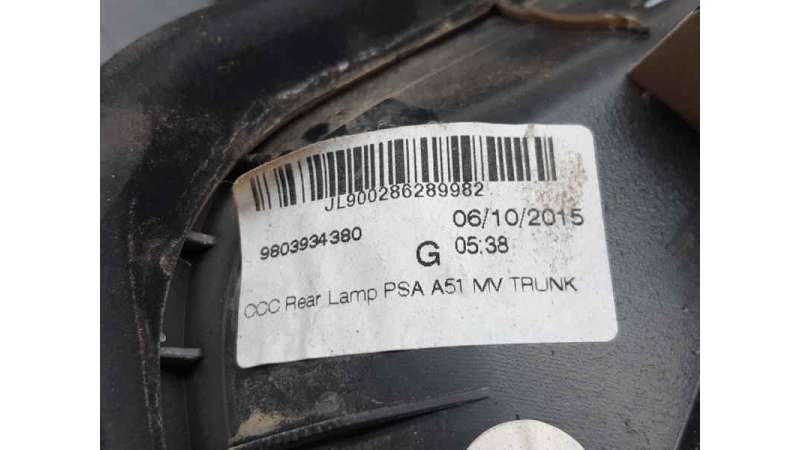 JL900286289982
9803934380
06/10/2015
G 05:38
CCC Rear Lamp PSA A51 MV TRUNK